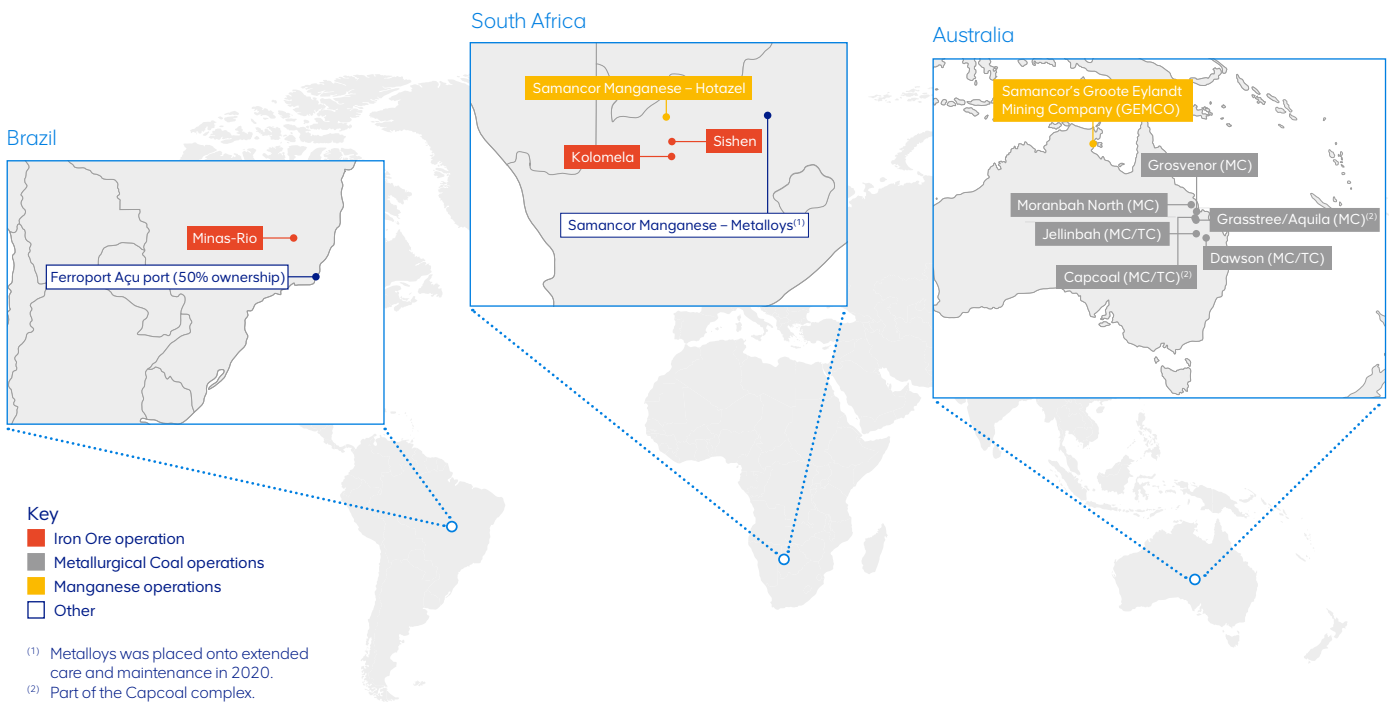 South Africa
Australia
Brazil
Samancor Manganese – Hotazel
Sishen
Kolomela
Samancor Manganese – Metalloys(1)
Samancor's Groote Eylandt
Mining Company (GEMCO)
Grosvenor (MC)
Moranbah North (MC)
Grasstree/Aquila (MC)(2)
Jellinbah (MC/TC)
Dawson (MC/TC)
Capcoal (MC/TC)(2)
Minas-Rio
Ferroport Açu port (50% ownership)
Key
Iron Ore operation
Metallurgical Coal operations
Manganese operations
Other
(1) Metalloys was placed onto extended
care and maintenance in 2020.
(2) Part of the Capcoal complex.